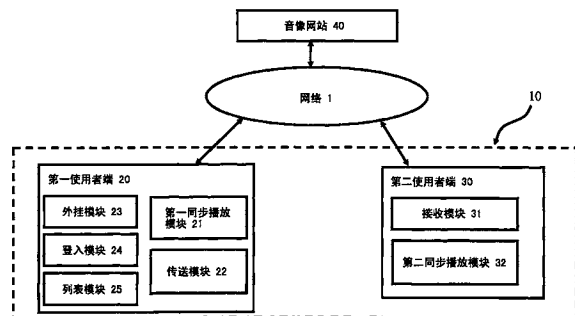 音像网站 40
网络 1
10
第一使用者端 20
外挂模块 23
登入模块 24
列表模块 25
第一同步播放
模块 21
传送模块 22
第二使用者端 30
接收模块 31
第二同步播放模块 32